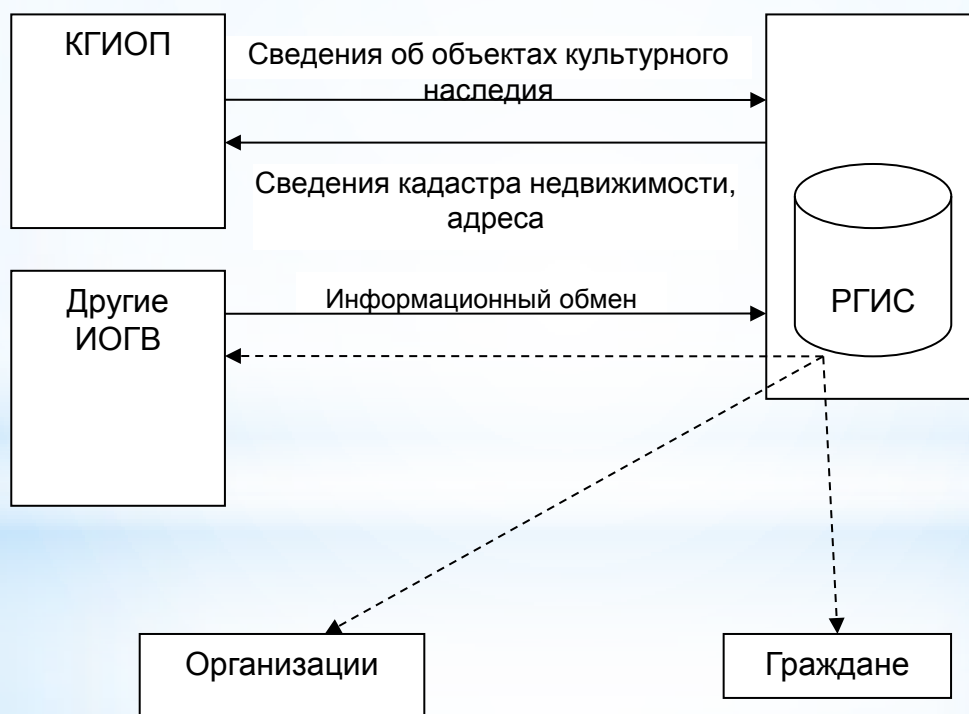 КГИОП
Сведения об объектах культурного
наследия
Сведения кадастра недвижимости,
адреса
Другие
ИОГВ
Информационный обмен
РГИС
Организации
Граждане